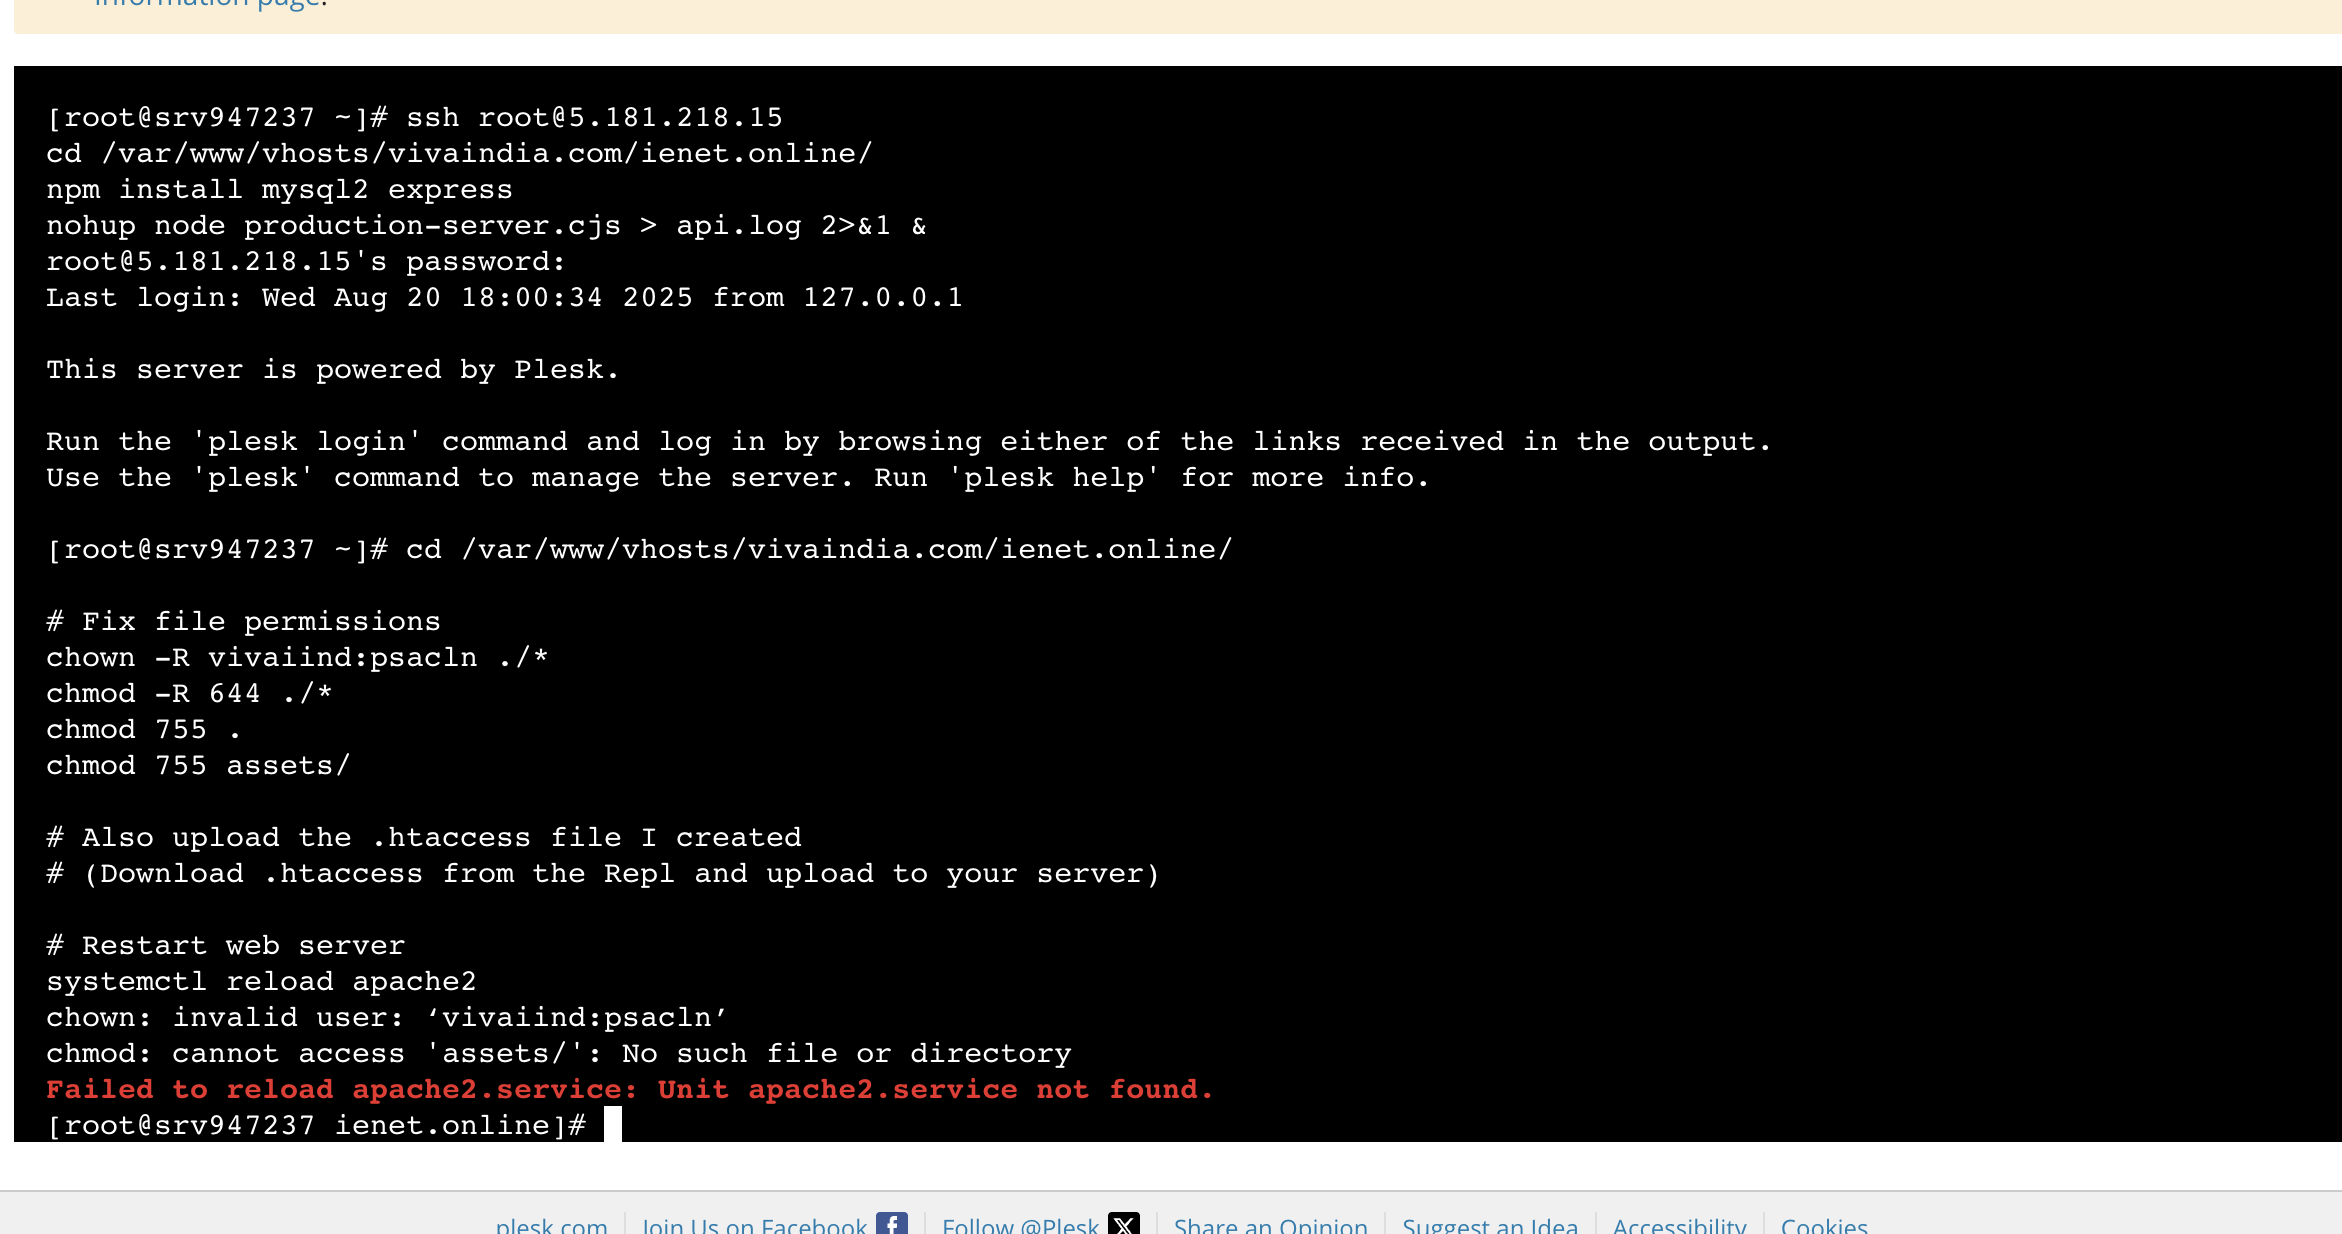 information page.
[root@srv947237 ~]# ssh root@5.181.218.15
cd /var/www/vhosts/vivaindia.com/ienet.online/
npm install mysql2 express
nohup node production-server.cjs > api.log 2>&1 &
root@5.181.218.15's password:
Last login: Wed Aug 20 18:00:34 2025 from 127.0.0.1
This server is powered by Plesk.
Run the 'plesk login' command and log in by browsing either of the links received in the output.
Use the 'plesk' command to manage the server. Run 'plesk help' for more info.
[root@srv947237 ~]# cd /var/www/vhosts/vivaindia.com/ienet.online/
# Fix file permissions
chown -R vivaiind:psacln ./*
chmod -R 644 ./*
chmod 755 .
chmod 755 assets/
# Also upload the .htaccess file I created
# (Download .htaccess from the Repl and upload to your server)
# Restart web server
systemctl reload apache2
chown: invalid user: ‘vivaiind:psacln’
chmod: cannot access 'assets/': No such file or directory
Failed to reload apache2.service: Unit apache2.service not found.
[root@srv947237 ienet.online]#
plesk.com Join Us on Facebook Follow @Plesk Share an Opinion Suggest an Idea Accessibility Cookies